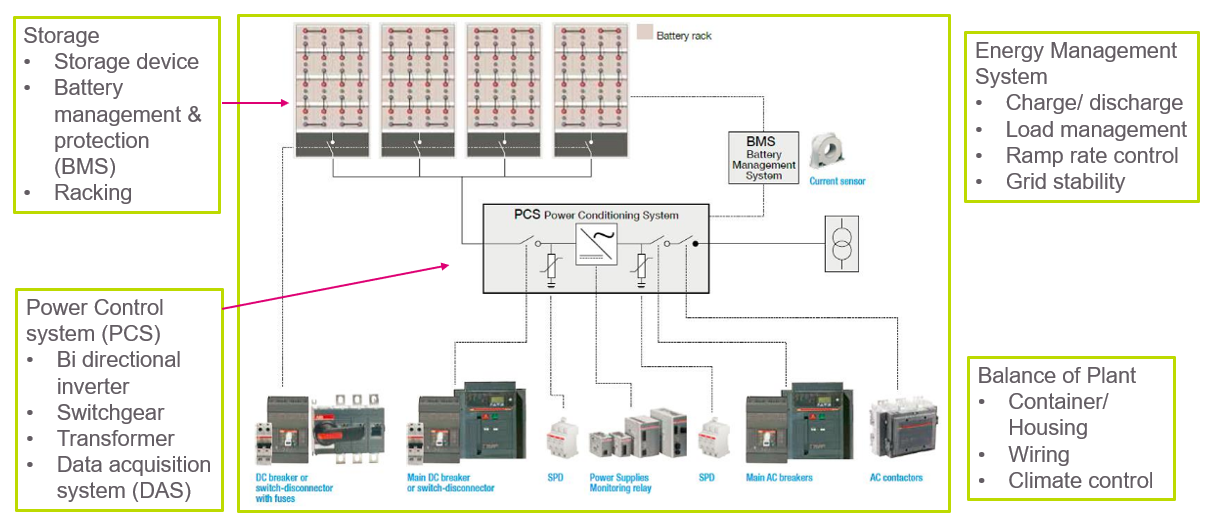 Storage
• Storage device
• Battery
management &
protection
(BMS)
• Racking
Power Control
system (PCS)
• Bi directional
inverter
• Switchgear
• Transformer
• Data acquisition
system (DAS)
Battery rack
BMS
Battery
Management
System
Current sensor
PCS Power Conditioning System
DC breaker or
switch-disconnector
with fuses
Main DC breaker
or switch-disconnector
SPD
Power Supplies
Monitoring relay
SPD
Main AC breakers
AC contactors
Energy Management
System
• Charge/ discharge
• Load management
• Ramp rate control
• Grid stability
Balance of Plant
• Container/
Housing
• Wiring
• Climate control